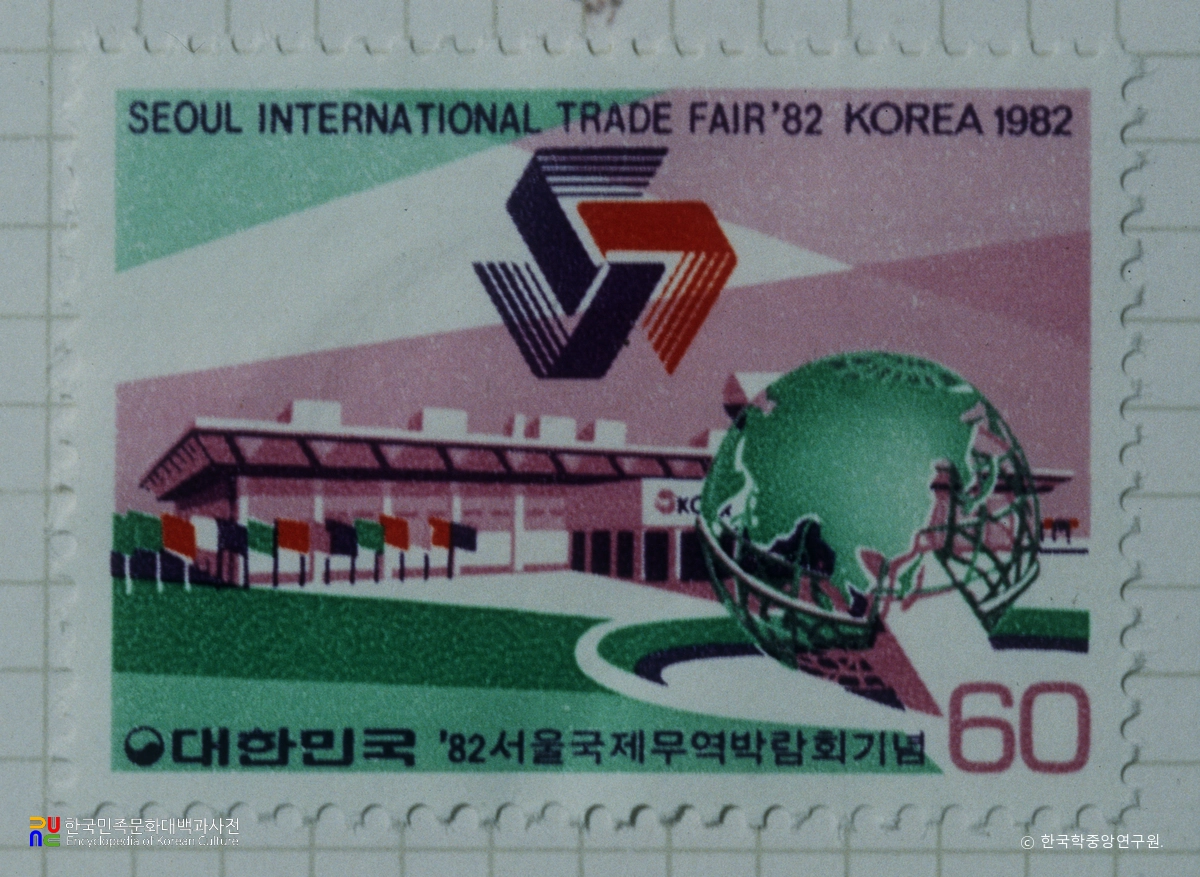 SEOUL INTERNATIONAL TRADE FAIR '82 KOREA 1982
대한민국 '82서울국제무역박람회기념 60
한국민족문화대백과사전
Encyclopedia of Korean Culture
ⓒ 한국학중앙연구원.